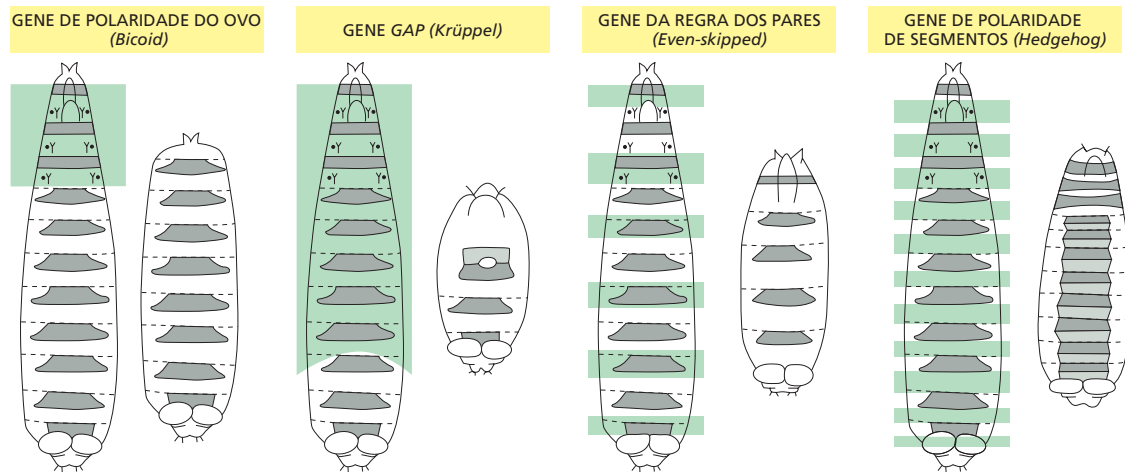 GENE DE POLARIDADE DO OVO
(Bicoid)
GENE GAP (Krüppel)
GENE DA REGRA DOS PARES
(Even-skipped)
GENE DE POLARIDADE
DE SEGMENTOS (Hedgehog)